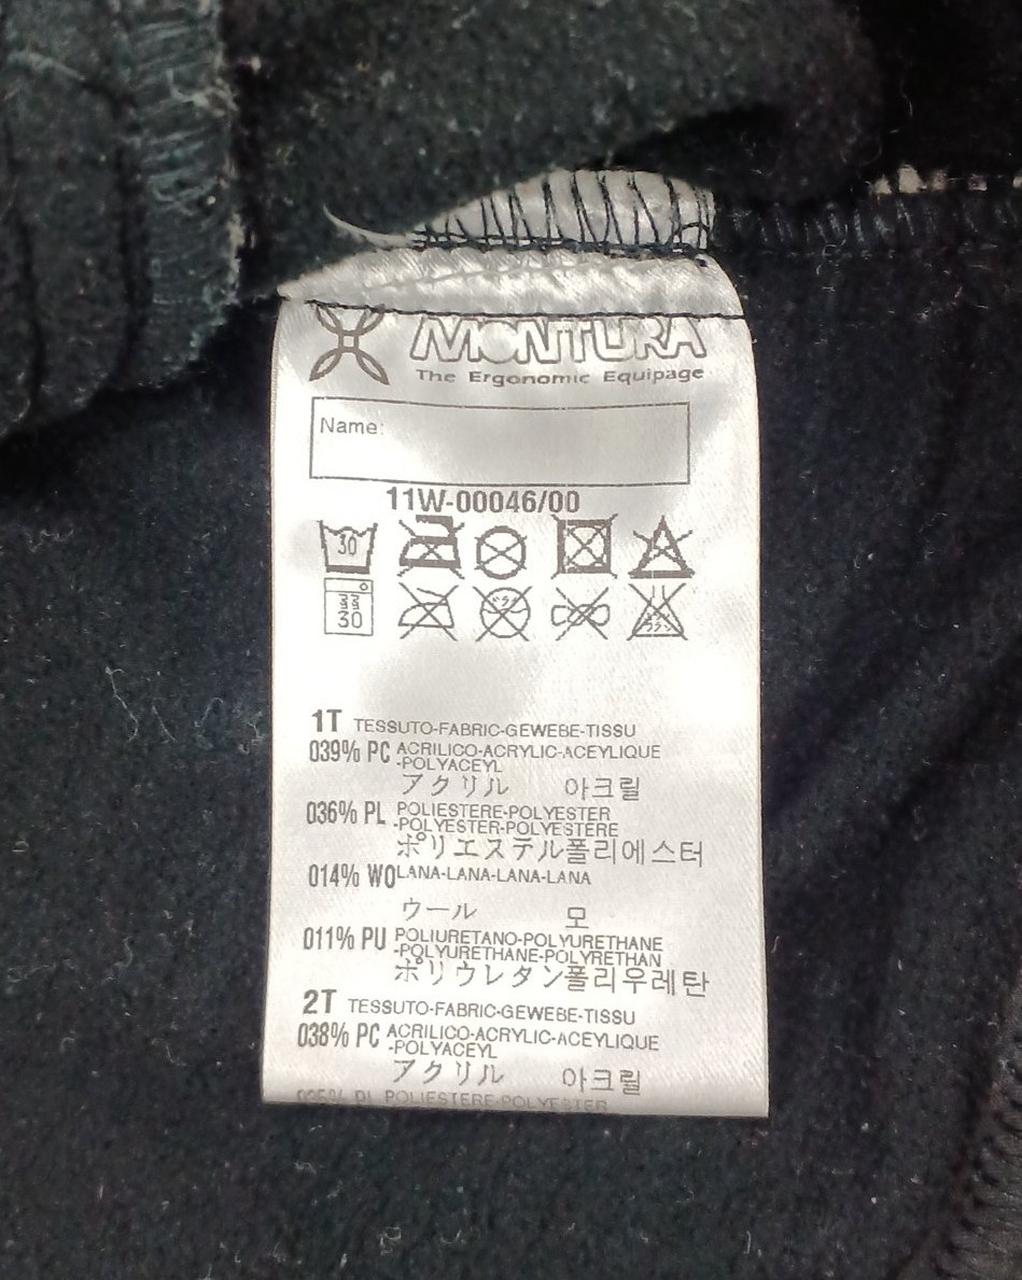 MONTURA
The Ergonomic Equipage
Name:
11W-00046/00
30
30
1T TESSUTO-FABRIC-GEWEBE-TISSU
039% PC ACRILICO-ACRYLIC-ACEYLIQUE
-POLYACEYL
アクリル 아크릴
036% PL POLIESTERE-POLYESTER
-POLYESTER-POLYESTERE
ポリエステル폴리에스터
014% WO LANA-LANA-LANA-LANA
ウール 모
011% PU POLIURETANO-POLYURETHANE
-POLYURETHANE-POLYRETHAN
ポリウレタン폴리우레탄
2T TESSUTO-FABRIC-GEWEBE-TISSU
038% PC ACRILICO-ACRYLIC-ACEYLIQUE
-POLYACEYL
アクリル 아크릴
PL POLIESTERE-POLYESTER